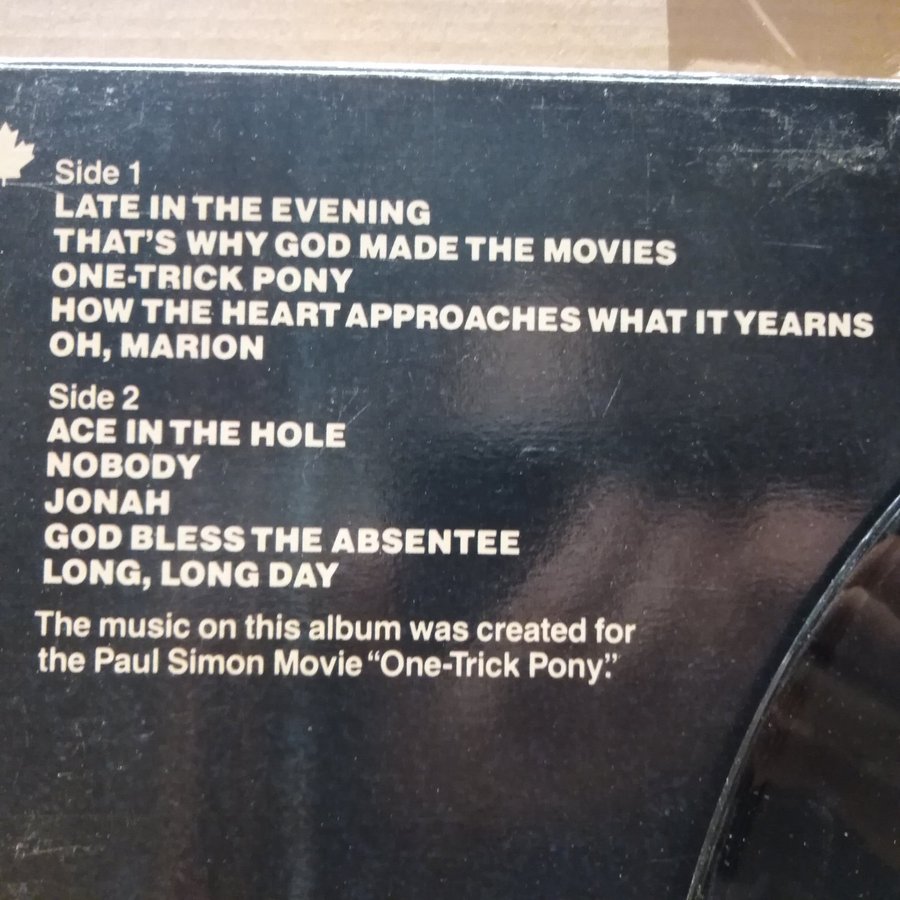 Side 1
LATE IN THE EVENING
THAT'S WHY GOD MADE THE MOVIES
ONE-TRICK PONY
HOW THE HEART APPROACHES WHAT IT YEARNS
OH, MARION
Side 2
ACE IN THE HOLE
NOBODY
JONAH
GOD BLESS THE ABSENTEE
LONG, LONG DAY
The music on this album was created for
the Paul Simon Movie “One-Trick Pony.”